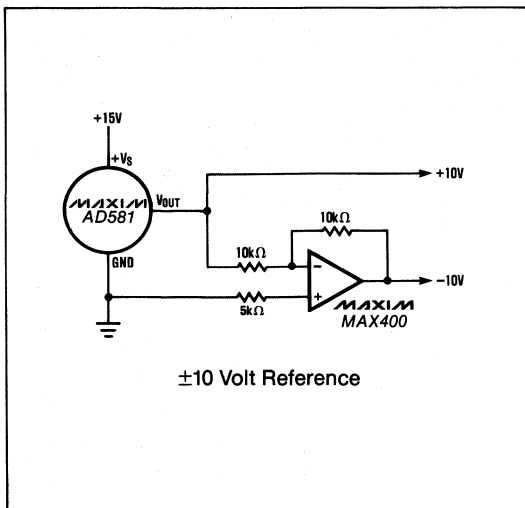 +15V
+VS
MAXIM
AD581
VOUT
GND
+10V
10kΩ
10kΩ
−
+
5kΩ
−10V
MAXIM
MAX400
±10 Volt Reference